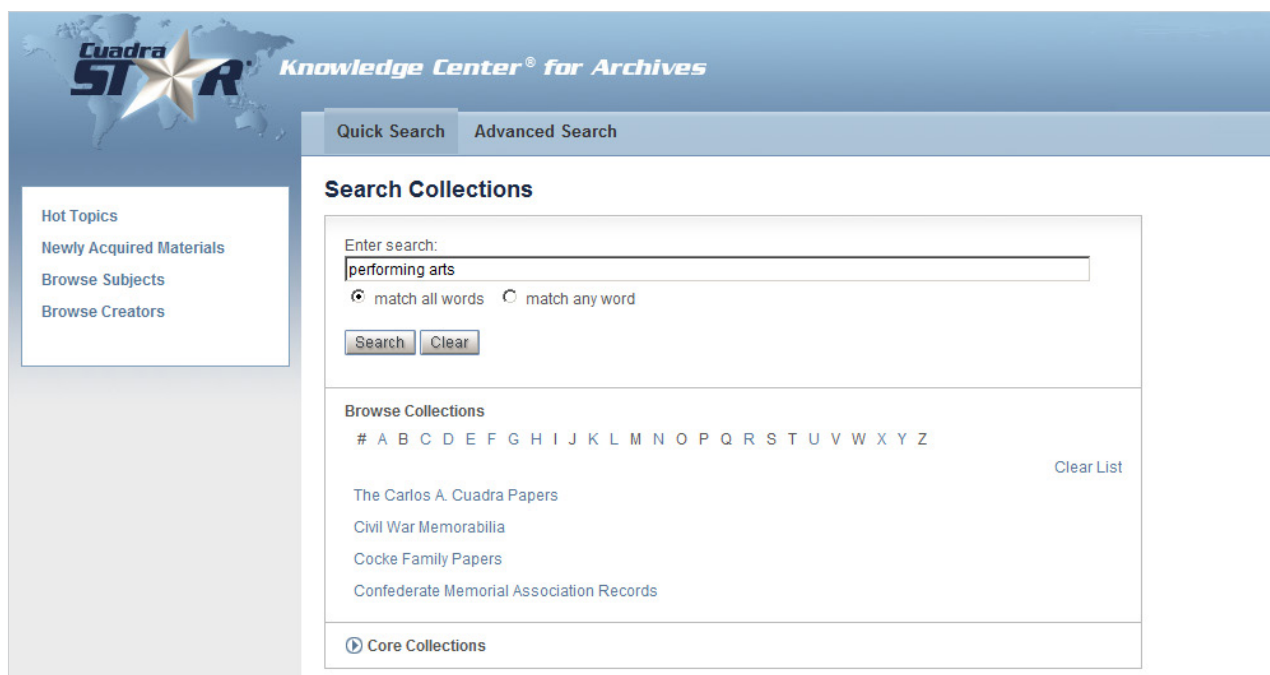 Cuadra
STAR® Knowledge Center® for Archives
Quick Search Advanced Search
Hot Topics
Newly Acquired Materials
Browse Subjects
Browse Creators
Search Collections
Enter search:
performing arts
match all words match any word
Search Clear
Browse Collections
# A B C D E F G H I J K L M N O P Q R S T U V W X Y Z
Clear List
The Carlos A. Cuadra Papers
Civil War Memorabilia
Cocke Family Papers
Confederate Memorial Association Records
Core Collections